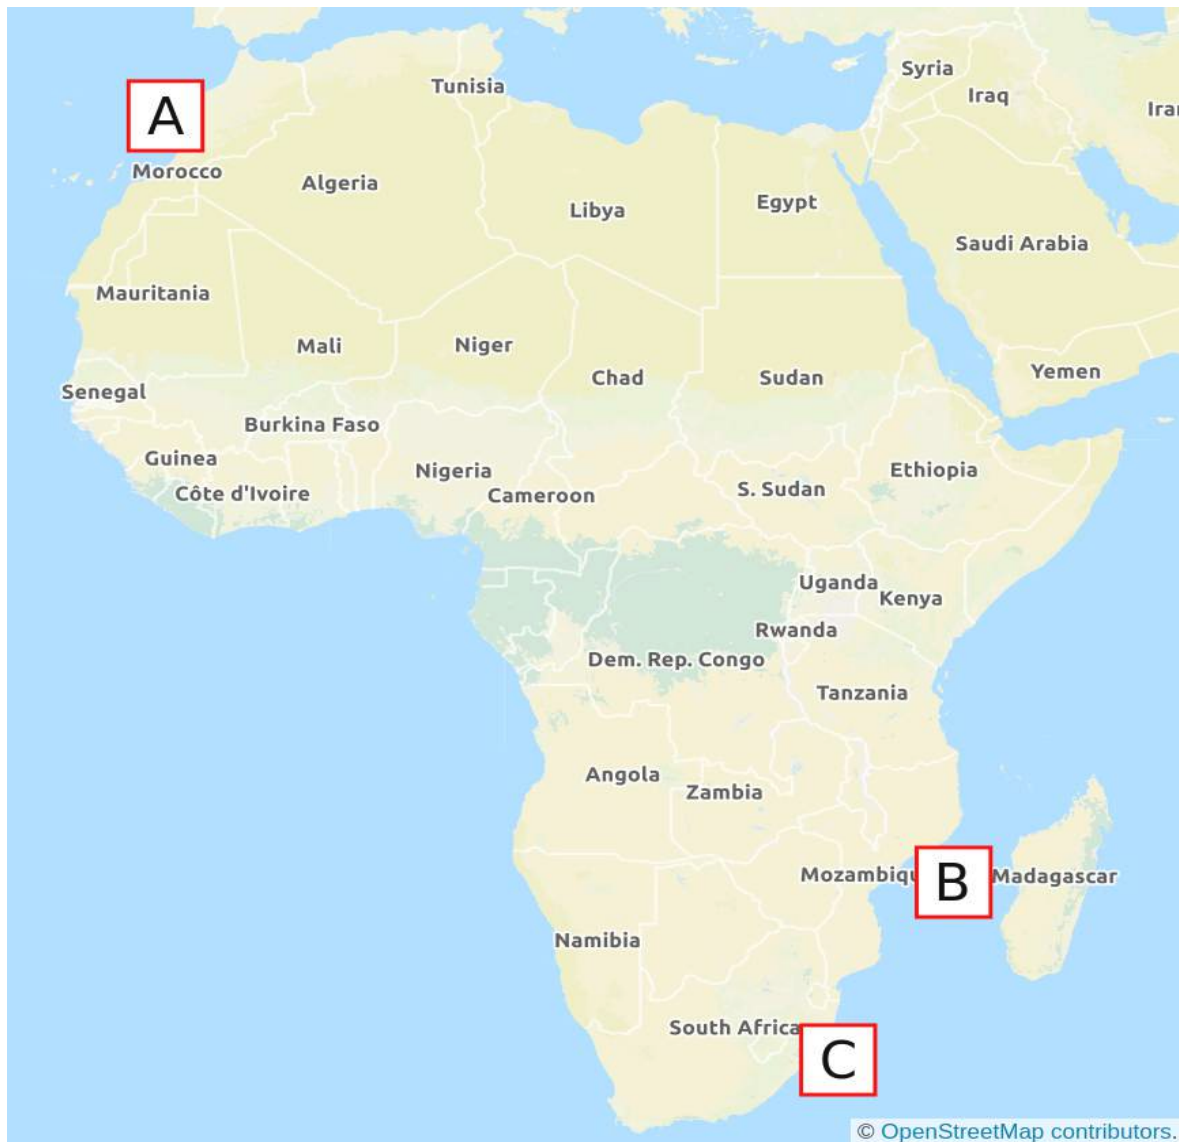 Syria
Tunisia
Iraq
Iran
A
Morocco
Algeria
Egypt
Libya
Saudi Arabia
Mauritania
Mali
Niger
Yemen
Chad
Sudan
Senegal
Burkina Faso
Guinea
Nigeria
Ethiopia
Côte d'Ivoire
Cameroon
S. Sudan
Uganda
Kenya
Rwanda
Dem. Rep. Congo
Tanzania
Angola
Zambia
Mozambiqu
B
Madagascar
Namibia
South Africa
C
© OpenStreetMap contributors.